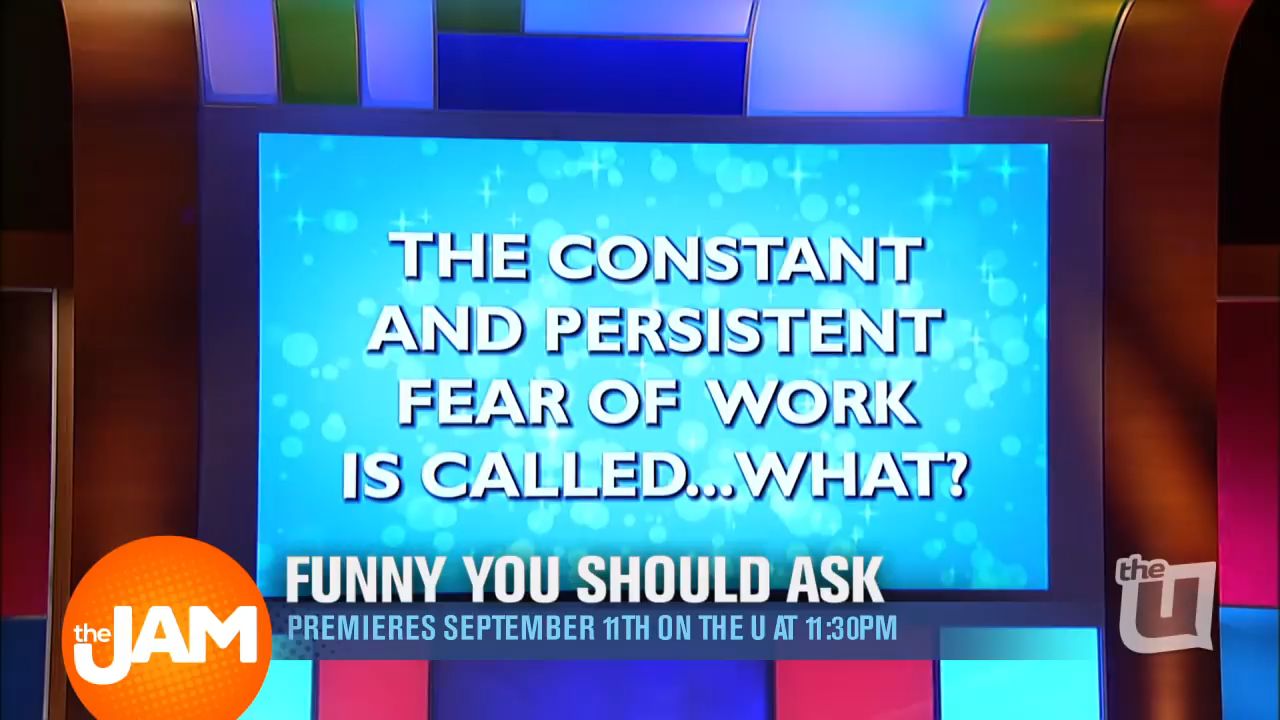 THE CONSTANT
AND PERSISTENT
FEAR OF WORK
IS CALLED...WHAT?
FUNNY YOU SHOULD ASK
PREMIERES SEPTEMBER 11TH ON THE U AT 11:30PM
the JAM
the U